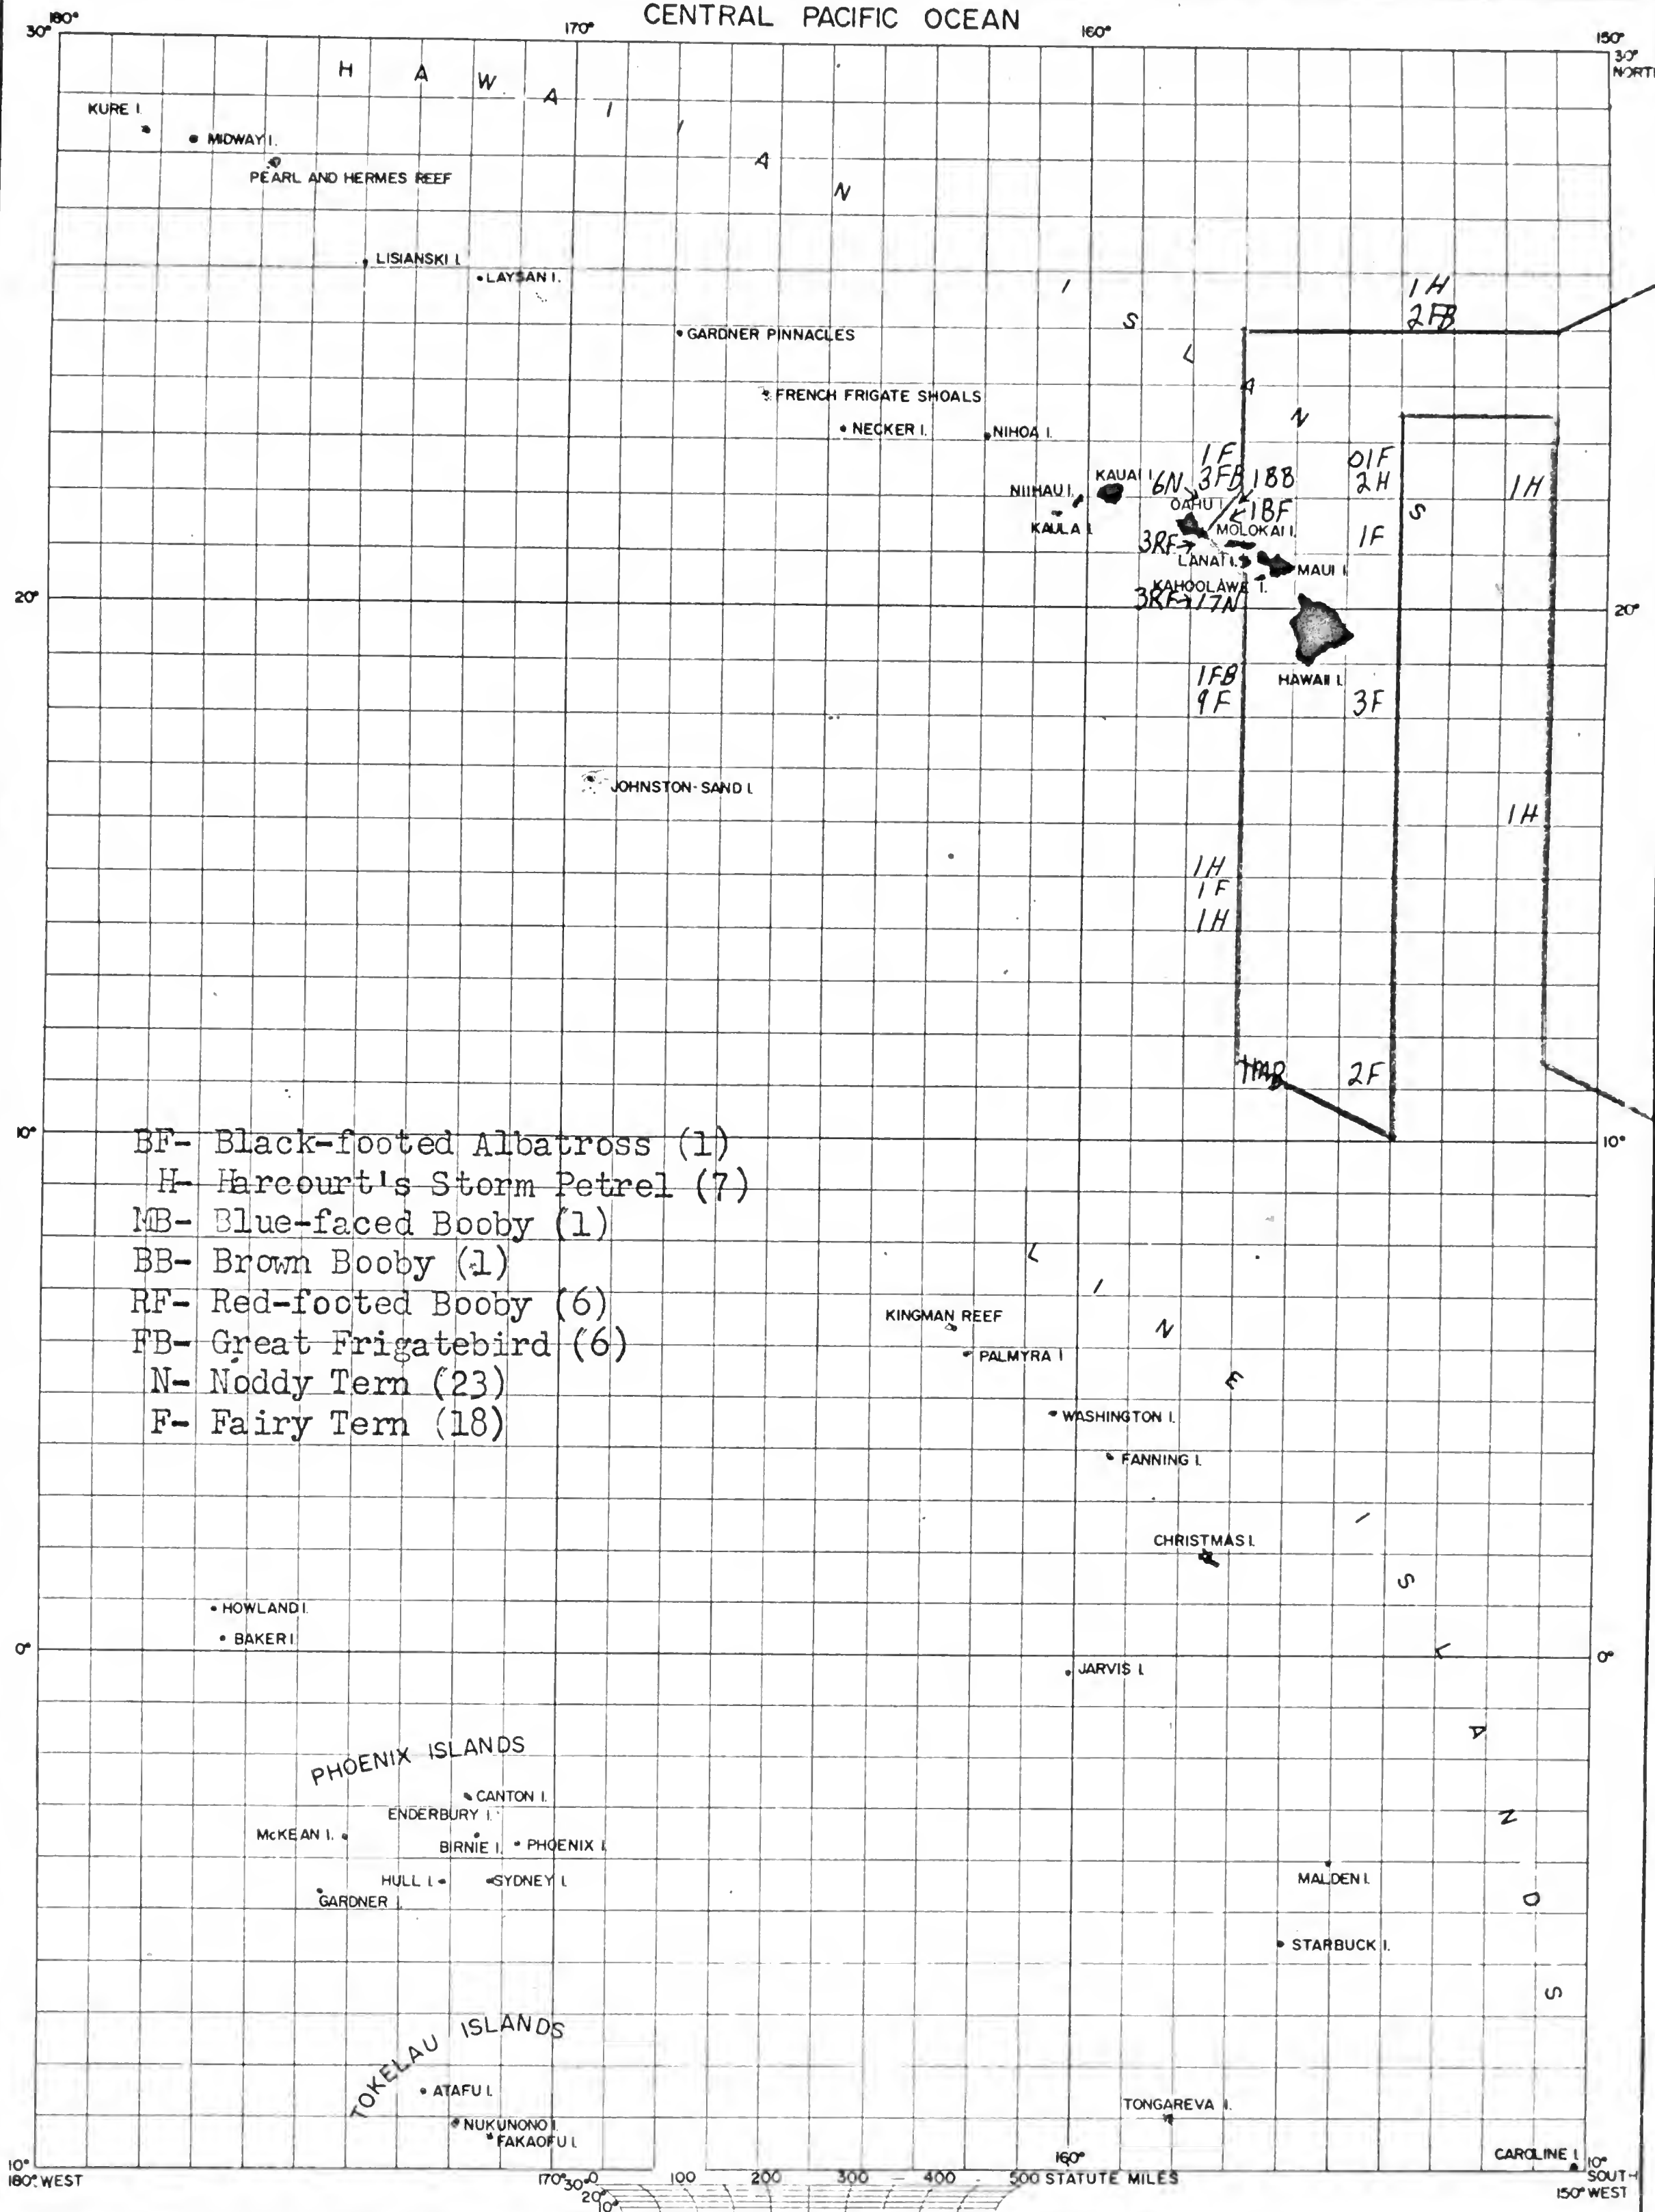 CENTRAL PACIFIC OCEAN
180°
170°
160°
150°
30°
30°
NORTH
HAWAIIAN ISLANDS
KURE I.
MIDWAY I.
PEARL AND HERMES REEF
LISIANSKI I.
LAYSAN I.
1H
2FB
GARDNER PINNACLES
FRENCH FRIGATE SHOALS
NECKER I.
NIHOA I.
1F
01F
KAUAI I.
6N
3FB
1BB
2H
1H
NIIHAU I.
OAHU I.
1BF
KAULA I.
MOLOKAI I.
1F
3RF
LANAI I.
MAUI I.
KAHOOLAWE I.
3RF
17N
20°
20°
1FB
9F
HAWAII I.
3F
JOHNSTON-SAND I.
1H
1H
1F
1H
2F
10°
10°
BF- Black-footed Albatross (1)
H- Harcourt's Storm Petrel (7)
MB- Blue-faced Booby (1)
BB- Brown Booby (1)
RF- Red-footed Booby (6)
FB- Great Frigatebird (6)
N- Noddy Tern (23)
F- Fairy Tern (18)
LINE ISLANDS
KINGMAN REEF
PALMYRA I
WASHINGTON I.
FANNING I.
CHRISTMAS I.
HOWLAND I.
BAKER I.
0°
0°
JARVIS I.
PHOENIX ISLANDS
CANTON I.
ENDERBURY I.
McKEAN I.
BIRNIE I.
PHOENIX I.
HULL I.
SYDNEY I.
GARDNER I.
MALDEN I.
STARBUCK I.
TOKELAU ISLANDS
ATAFU I.
NUKUNONO I.
FAKAOFU I.
TONGAREVA I.
CAROLINE I.
10°
180° WEST
170°
160°
10°
SOUTH
150° WEST
30° 0 100 200 300 400 500 STATUTE MILES
20°
10°